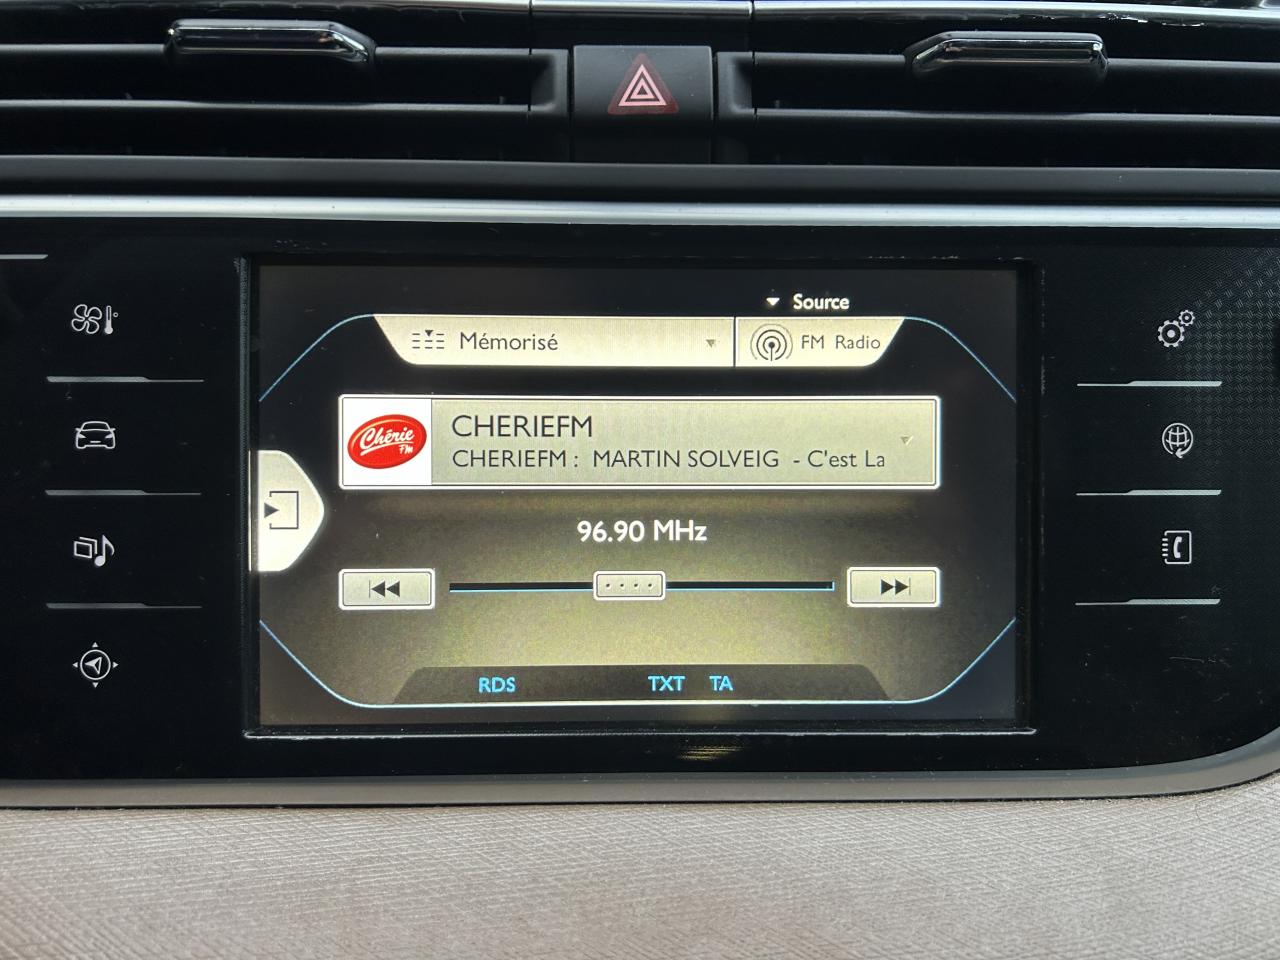 Source
Mémorisé
FM Radio
Chérie FM
CHERIEFM
CHERIEFM : MARTIN SOLVEIG - C'est La
96.90 MHz
RDS TXT TA